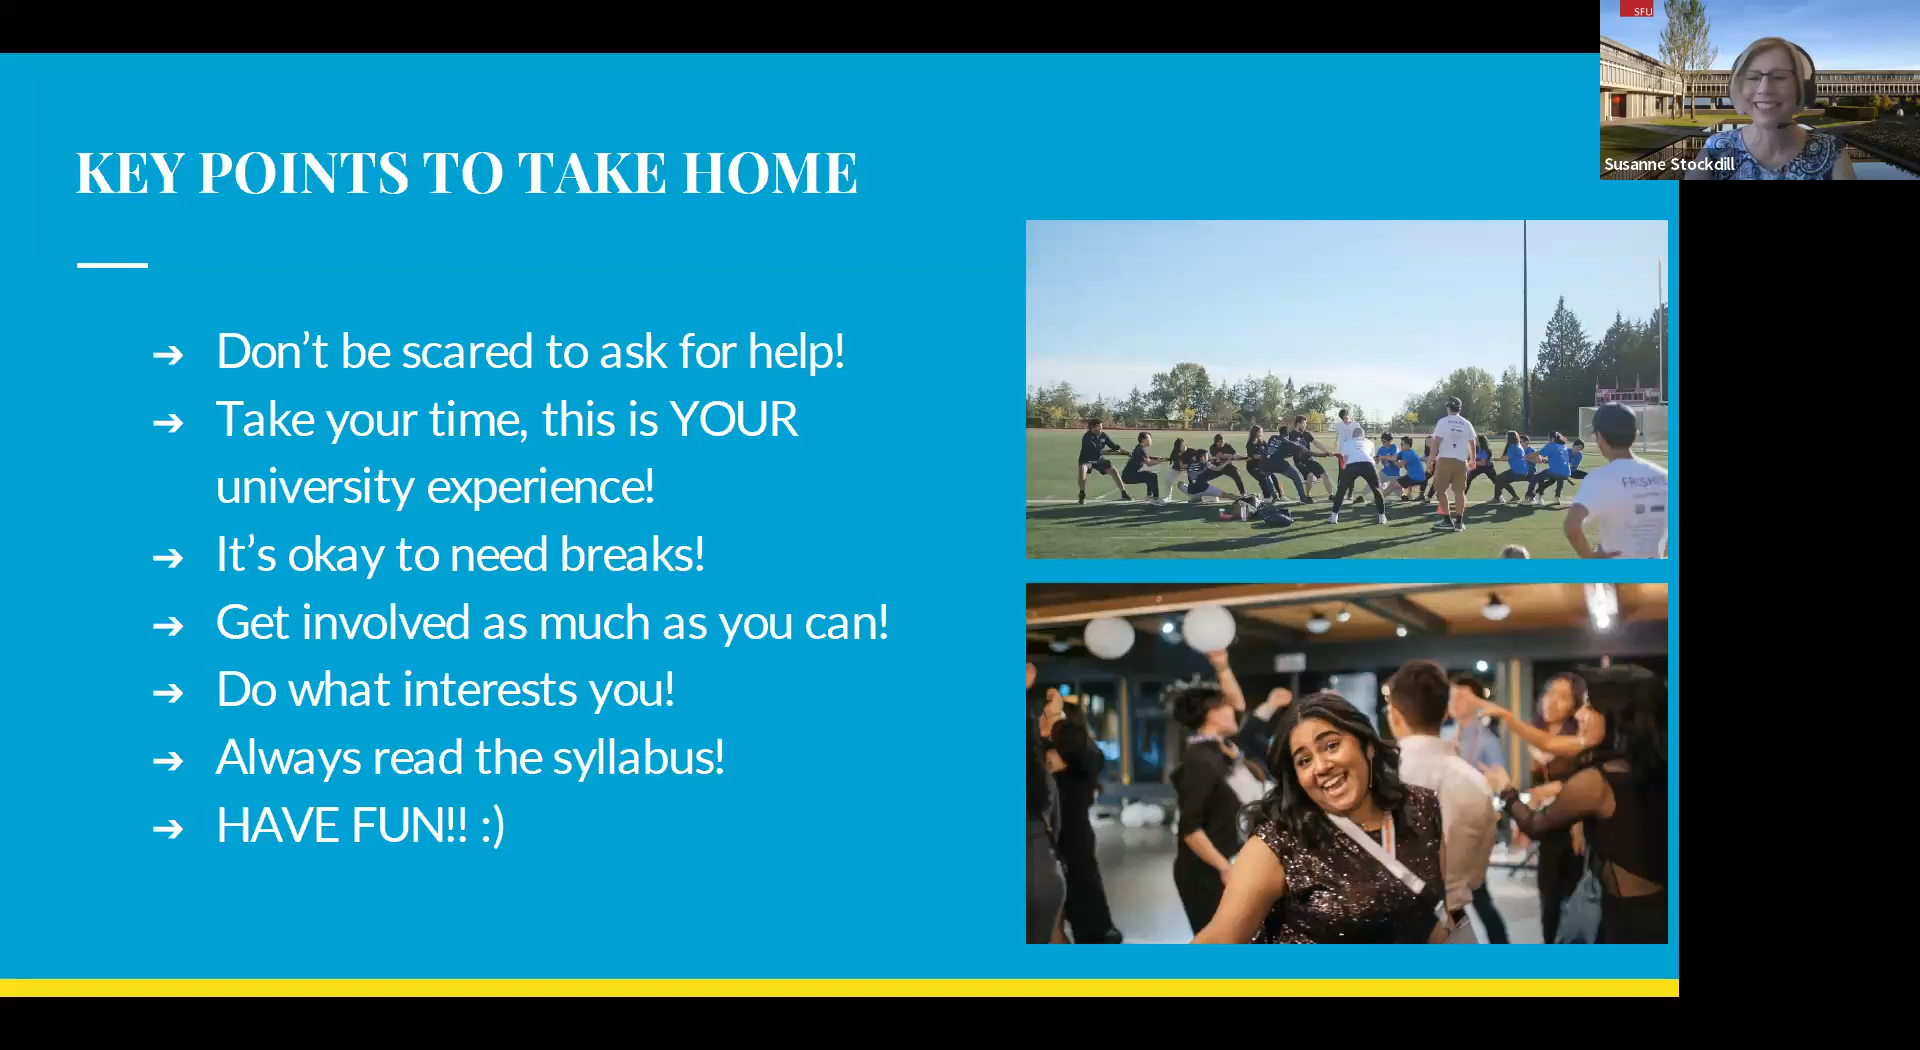 SFU
Susanne Stockdill
KEY POINTS TO TAKE HOME
➔ Don’t be scared to ask for help!
➔ Take your time, this is YOUR
university experience!
➔ It’s okay to need breaks!
➔ Get involved as much as you can!
➔ Do what interests you!
➔ Always read the syllabus!
➔ HAVE FUN!! :)